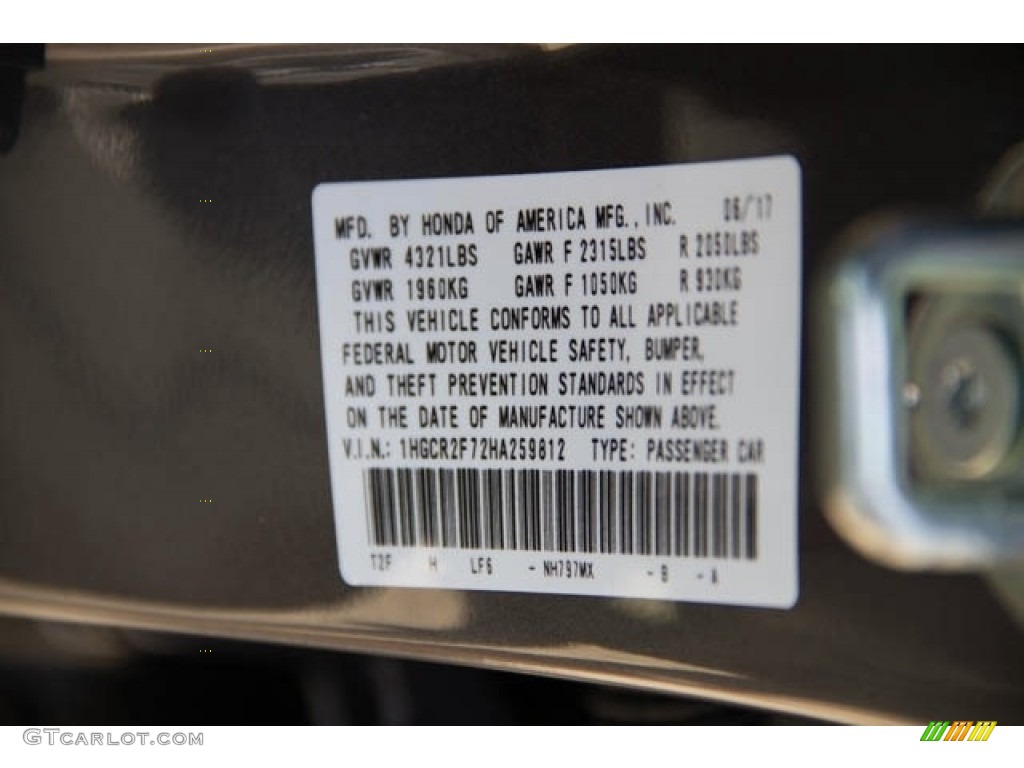 MFD. BY HONDA OF AMERICA MFG., INC. 06/17
GVWR 4321LBS GAWR F 2315LBS R 2050LBS
GVWR 1960KG GAWR F 1050KG R 930KG
THIS VEHICLE CONFORMS TO ALL APPLICABLE
FEDERAL MOTOR VEHICLE SAFETY, BUMPER,
AND THEFT PREVENTION STANDARDS IN EFFECT
ON THE DATE OF MANUFACTURE SHOWN ABOVE.
V.I.N.: 1HGCR2F72HA259812 TYPE: PASSENGER CAR
T2F H LF6 - NH797MX - B - A
GTCarLot.com